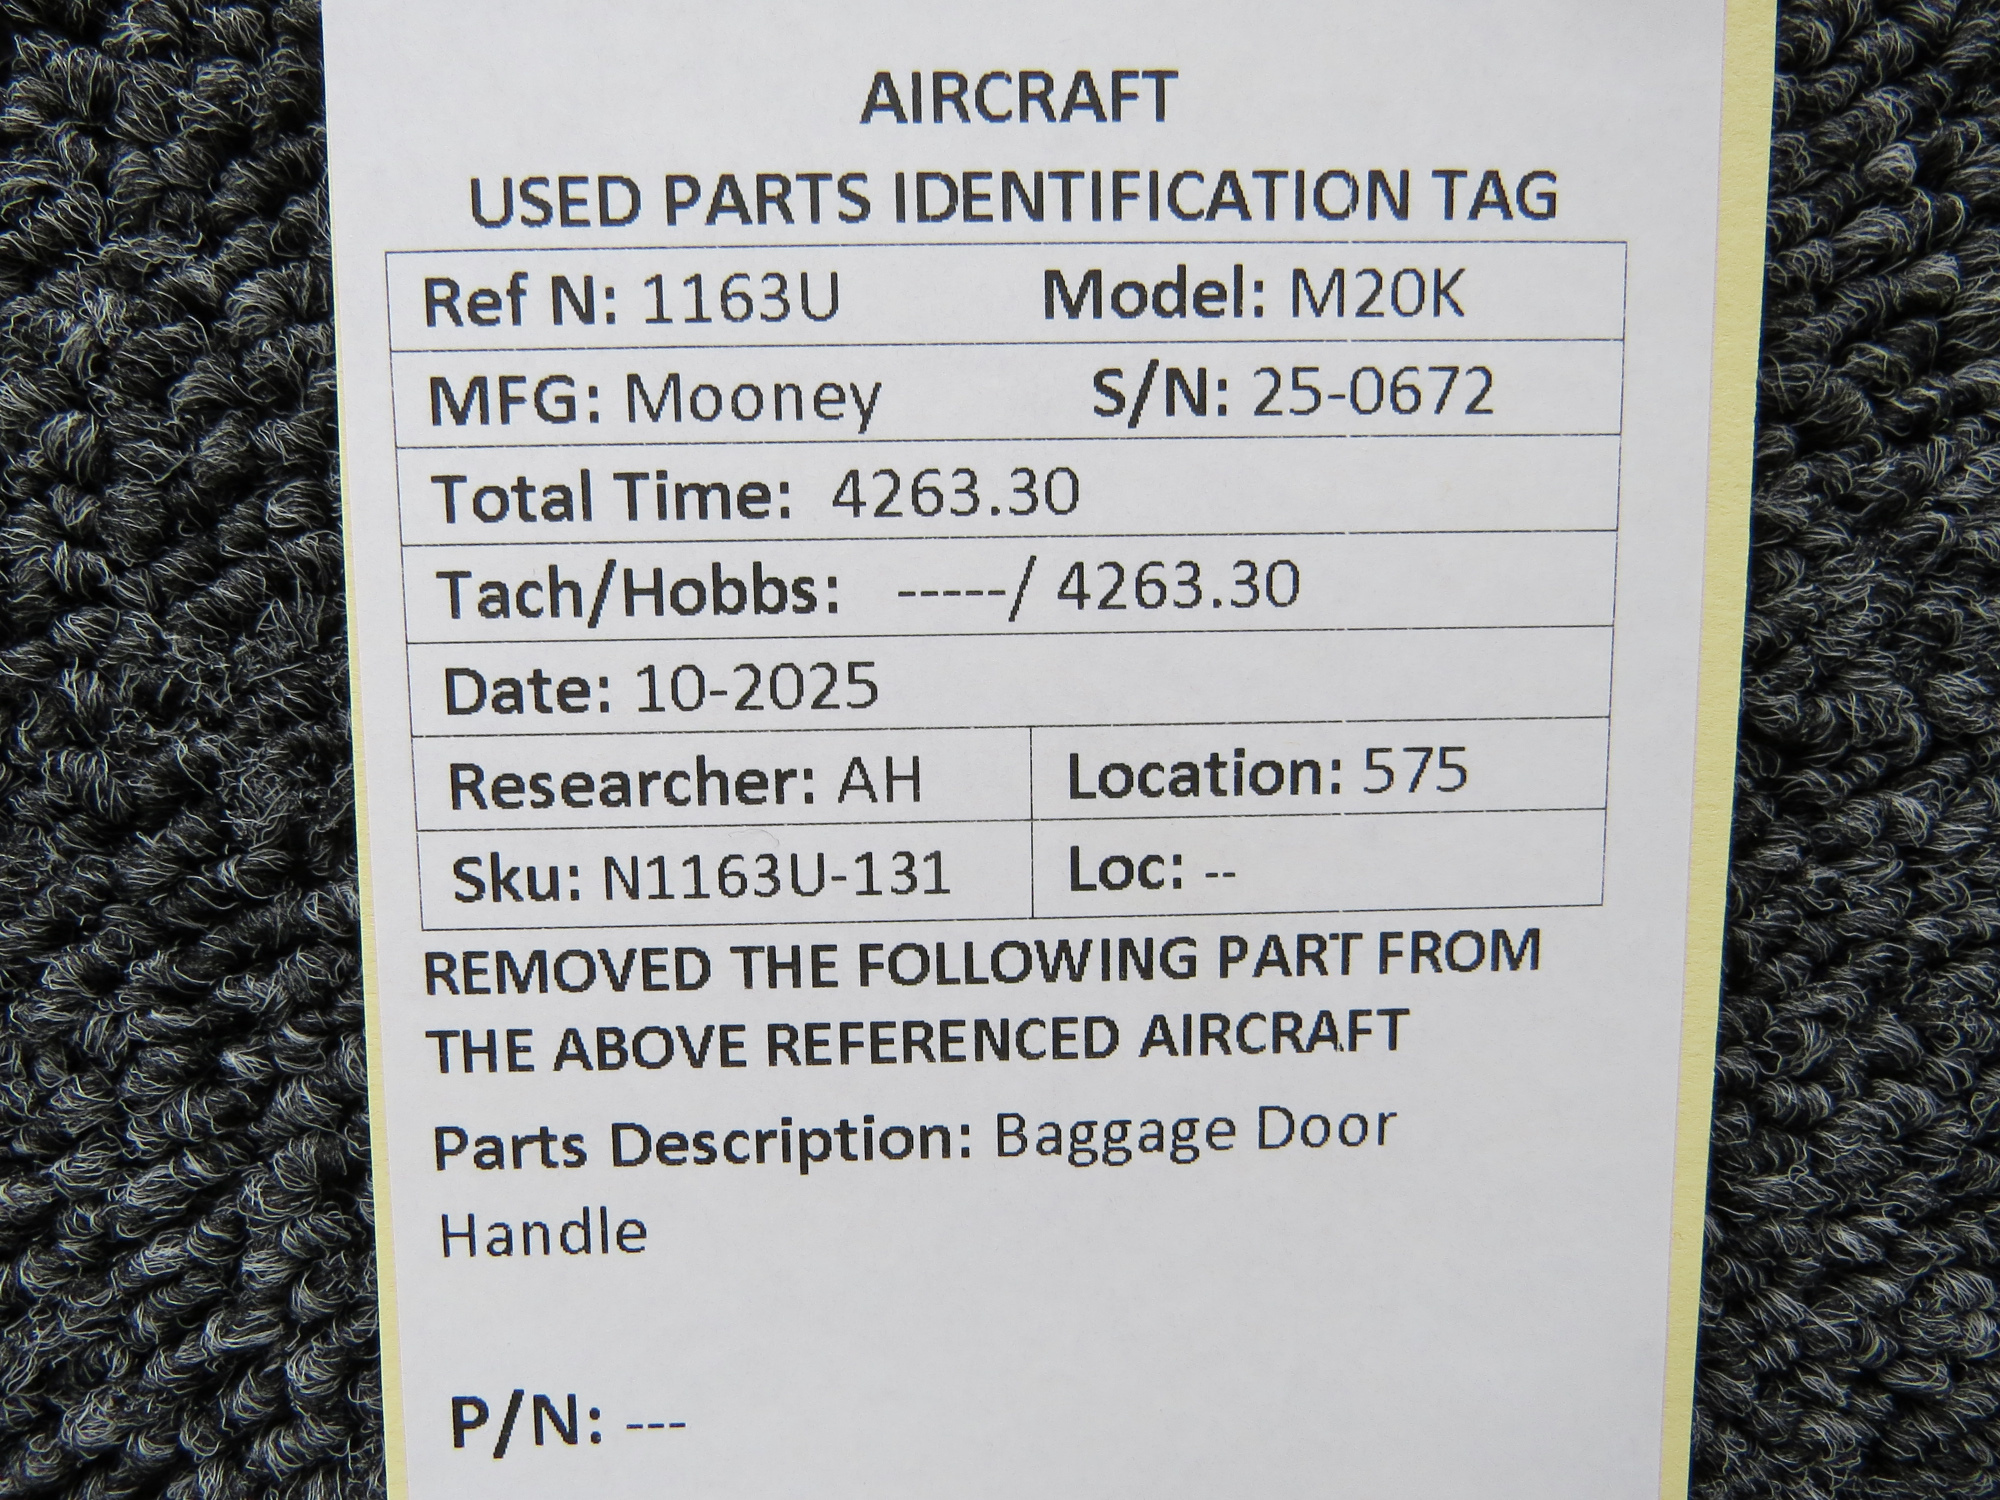 AIRCRAFT
USED PARTS IDENTIFICATION TAG
Ref N: 1163U Model: M20K
MFG: Mooney S/N: 25-0672
Total Time: 4263.30
Tach/Hobbs: -----/ 4263.30
Date: 10-2025
Researcher: AH Location: 575
Sku: N1163U-131 Loc: --
REMOVED THE FOLLOWING PART FROM
THE ABOVE REFERENCED AIRCRAFT
Parts Description: Baggage Door
Handle
P/N: ---